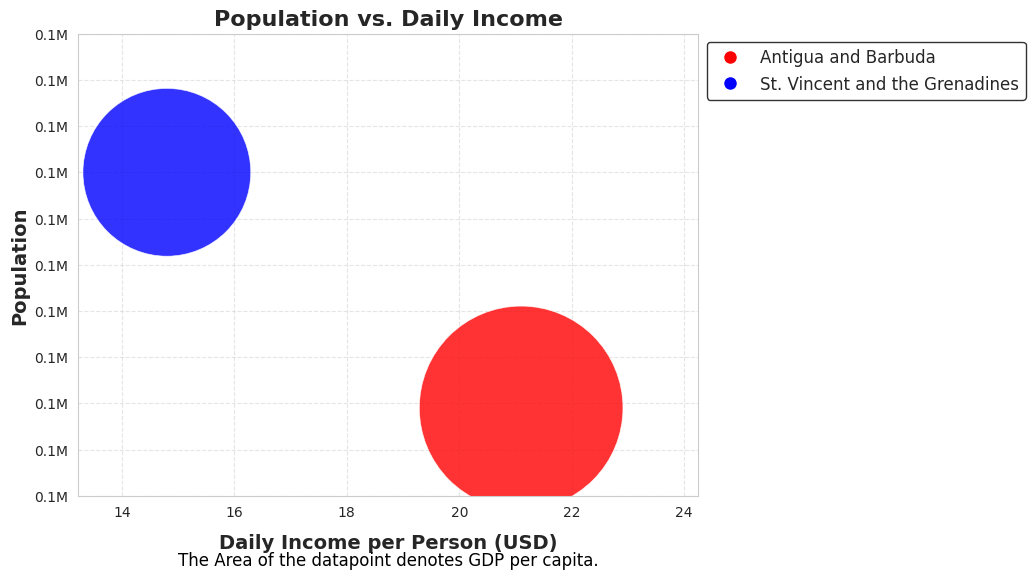 Population vs. Daily Income
Antigua and Barbuda
St. Vincent and the Grenadines
Population
0.1M
0.1M
0.1M
0.1M
0.1M
0.1M
0.1M
0.1M
0.1M
0.1M
0.1M
14 16 18 20 22 24
Daily Income per Person (USD)
The Area of the datapoint denotes GDP per capita.